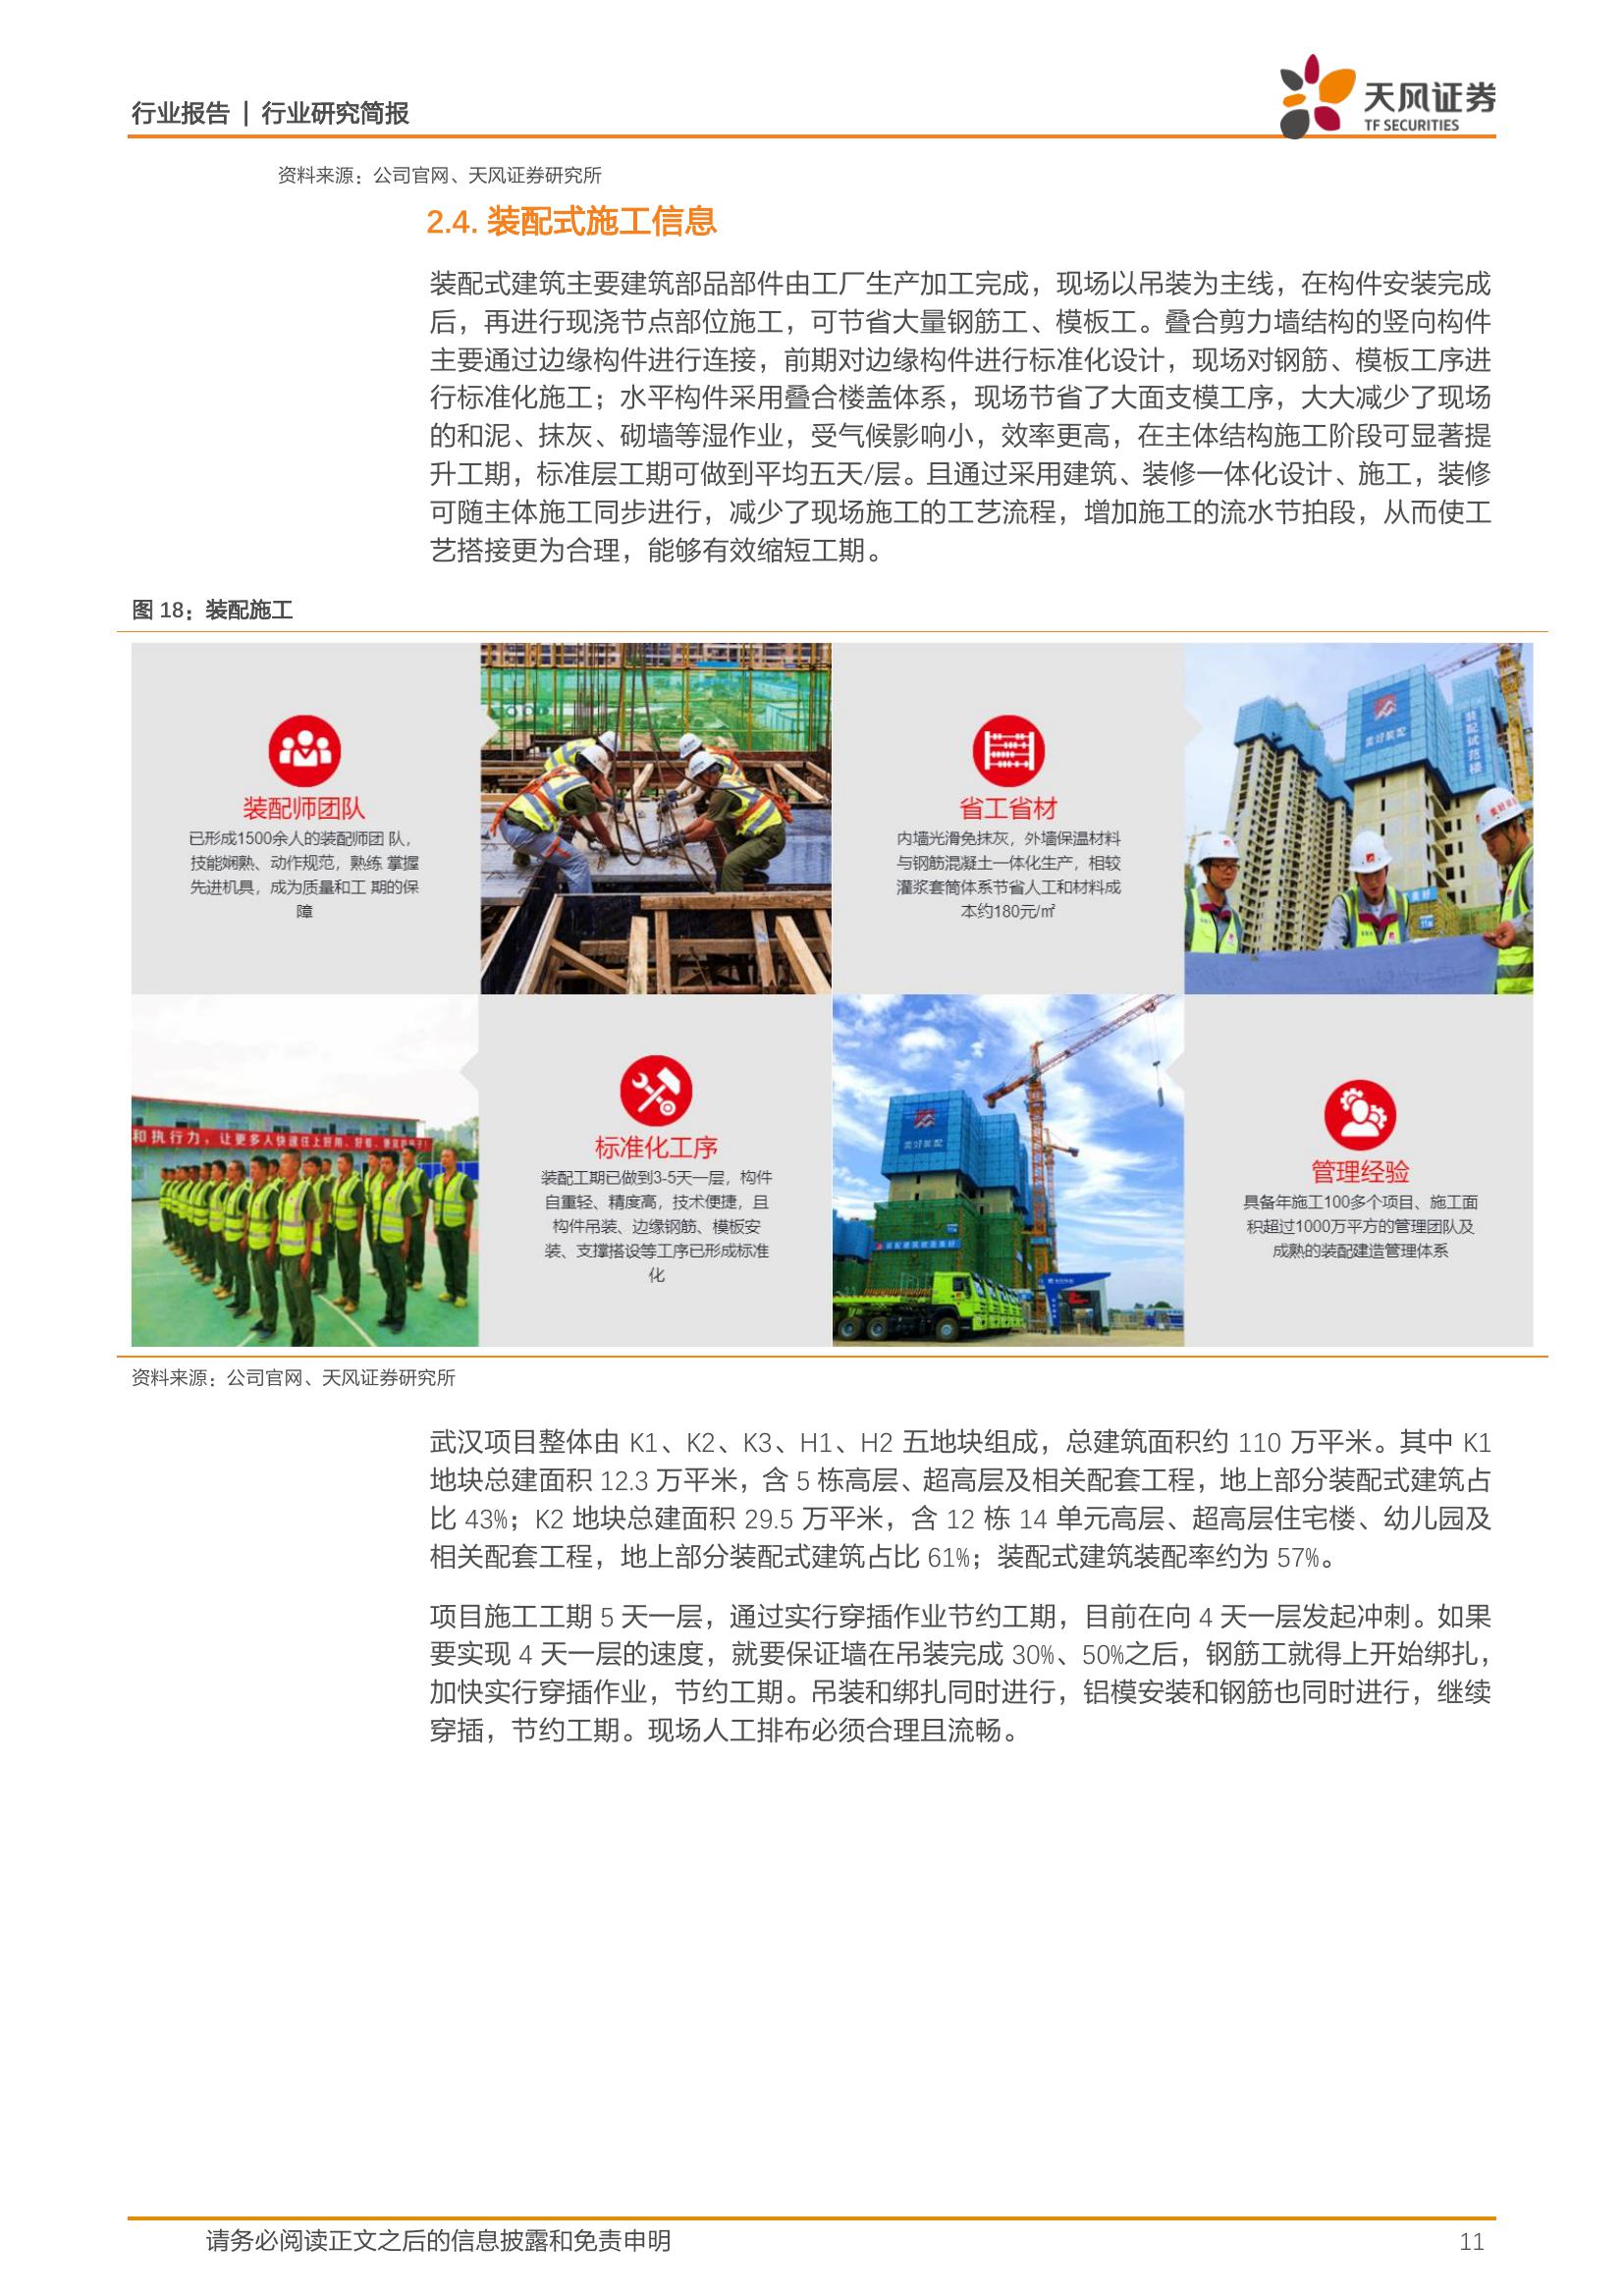 行业报告 | 行业研究简报
天风证券
TF SECURITIES
资料来源：公司官网、天风证券研究所
2.4. 装配式施工信息
装配式建筑主要建筑部品部件由工厂生产加工完成，现场以吊装为主线，在构件安装完成
后，再进行现浇节点部位施工，可节省大量钢筋工、模板工。叠合剪力墙结构的竖向构件
主要通过边缘构件进行连接，前期对边缘构件进行标准化设计，现场对钢筋、模板工序进
行标准化施工；水平构件采用叠合楼盖体系，现场节省了大面支模工序，大大减少了现场
的和泥、抹灰、砌墙等湿作业，受气候影响小，效率更高，在主体结构施工阶段可显著提
升工期，标准层工期可做到平均五天/层。且通过采用建筑、装修一体化设计、施工，装修
可随主体施工同步进行，减少了现场施工的工艺流程，增加施工的流水节拍段，从而使工
艺搭接更为合理，能够有效缩短工期。
图 18：装配施工
装配师团队
已形成1500余人的装配师团 队，
技能娴熟、动作规范，熟练 掌握
先进机具，成为质量和工 期的保
障
省工省材
内墙光滑免抹灰，外墙保温材料
与钢筋混凝土一体化生产，相较
灌浆套筒体系节省人工和材料成
本约180元/㎡
美好装配
装配式示范楼
和执行力，让更多人快速住上好用、好看、
标准化工序
装配工期已做到3-5天一层，构件
自重轻、精度高，技术便捷，且
构件吊装、边缘钢筋、模板安
装、支撑搭设等工序已形成标准
化
美好装配
管理经验
具备年施工100多个项目、施工面
积超过1000万平方的管理团队及
成熟的装配建造管理体系
资料来源：公司官网、天风证券研究所
武汉项目整体由 K1、K2、K3、H1、H2 五地块组成，总建筑面积约 110 万平米。其中 K1
地块总建面积 12.3 万平米，含 5 栋高层、超高层及相关配套工程，地上部分装配式建筑占
比 43%；K2 地块总建面积 29.5 万平米，含 12 栋 14 单元高层、超高层住宅楼、幼儿园及
相关配套工程，地上部分装配式建筑占比 61%；装配式建筑装配率约为 57%。
项目施工工期 5 天一层，通过实行穿插作业节约工期，目前在向 4 天一层发起冲刺。如果
要实现 4 天一层的速度，就要保证墙在吊装完成 30%、50%之后，钢筋工就得上开始绑扎，
加快实行穿插作业，节约工期。吊装和绑扎同时进行，铝模安装和钢筋也同时进行，继续
穿插，节约工期。现场人工排布必须合理且流畅。
请务必阅读正文之后的信息披露和免责申明
11